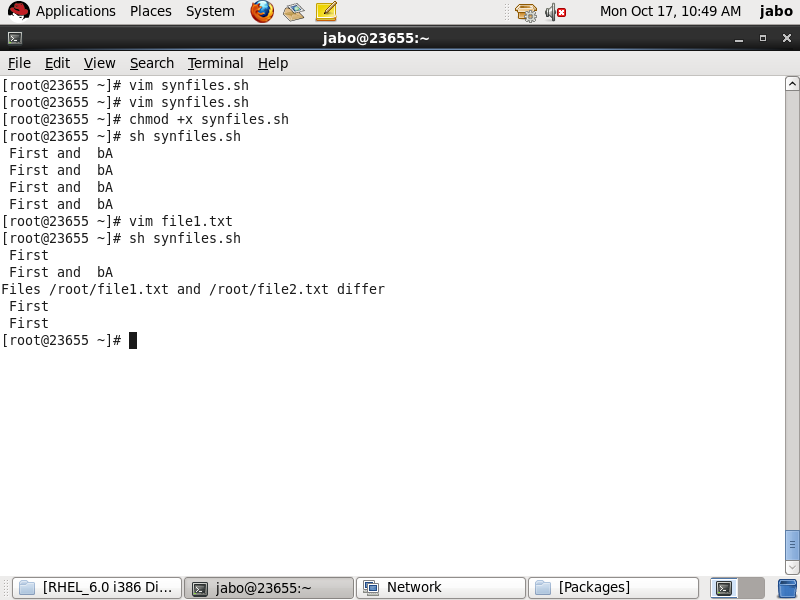 Applications Places System Mon Oct 17, 10:49 AM jabo
jabo@23655:~
File Edit View Search Terminal Help
[root@23655 ~]# vim synfiles.sh
[root@23655 ~]# vim synfiles.sh
[root@23655 ~]# chmod +x synfiles.sh
[root@23655 ~]# sh synfiles.sh
 First and  bA
 First and  bA
 First and  bA
 First and  bA
[root@23655 ~]# vim file1.txt
[root@23655 ~]# sh synfiles.sh
 First
 First and  bA
Files /root/file1.txt and /root/file2.txt differ
 First
 First
[root@23655 ~]#
[RHEL_6.0 i386 Di... jabo@23655:~ Network [Packages]